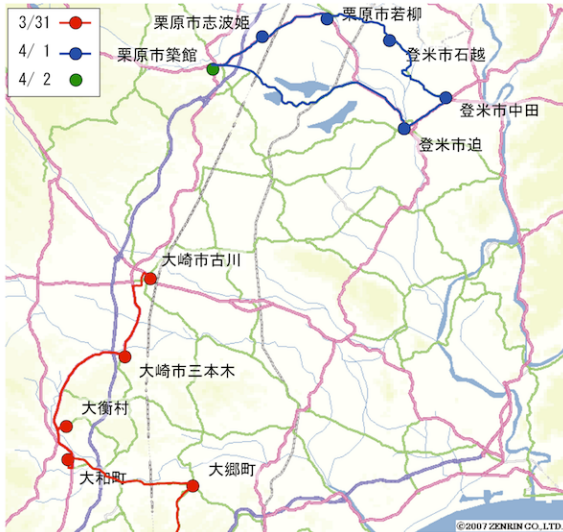 3/31
4/ 1
4/ 2
栗原市志波姫
栗原市若柳
栗原市築館
登米市石越
登米市中田
登米市迫
大崎市古川
大崎市三本木
大衡村
大和町
大郷町
©2007 ZENRIN CO.,LTD.